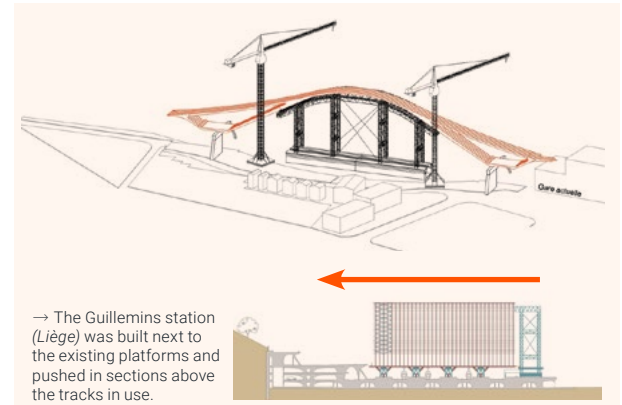 Gare actuelle
→ The Guillemins station
(Liège) was built next to
the existing platforms and
pushed in sections above
the tracks in use.